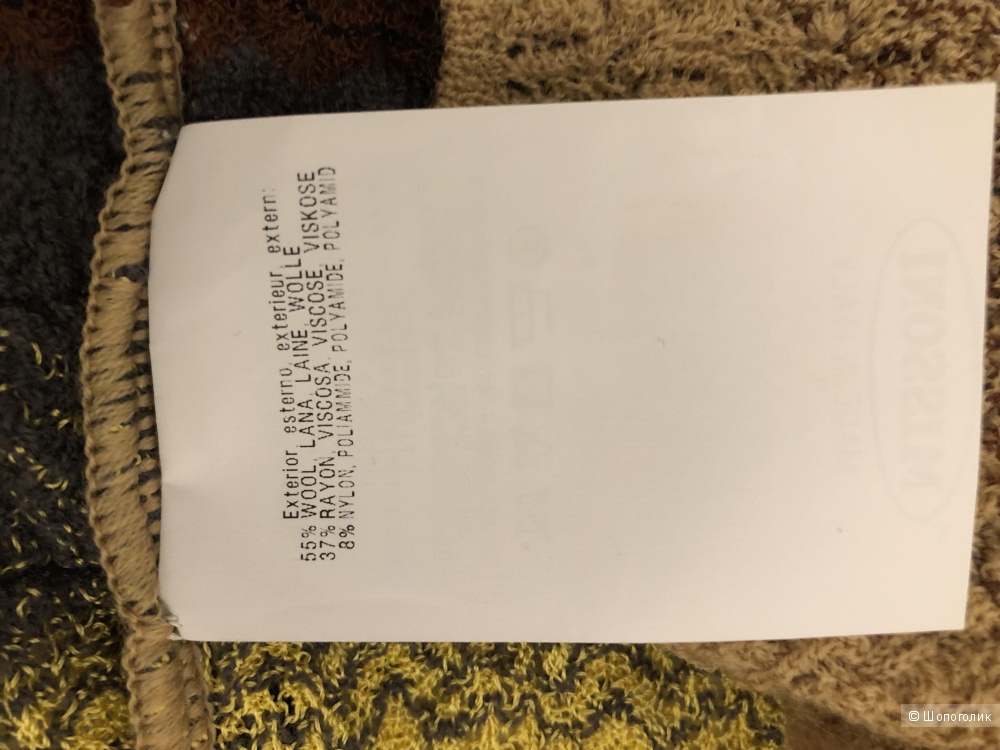 Exterior, esterno, exterieur, extern:
55% WOOL, LANA, LAINE, WOLLE
37% RAYON, VISCOSA, VISCOSE, VISKOSE
8% NYLON, POLIAMMIDE, POLYAMIDE, POLYAMID
INOSSIM
© Шопоголик